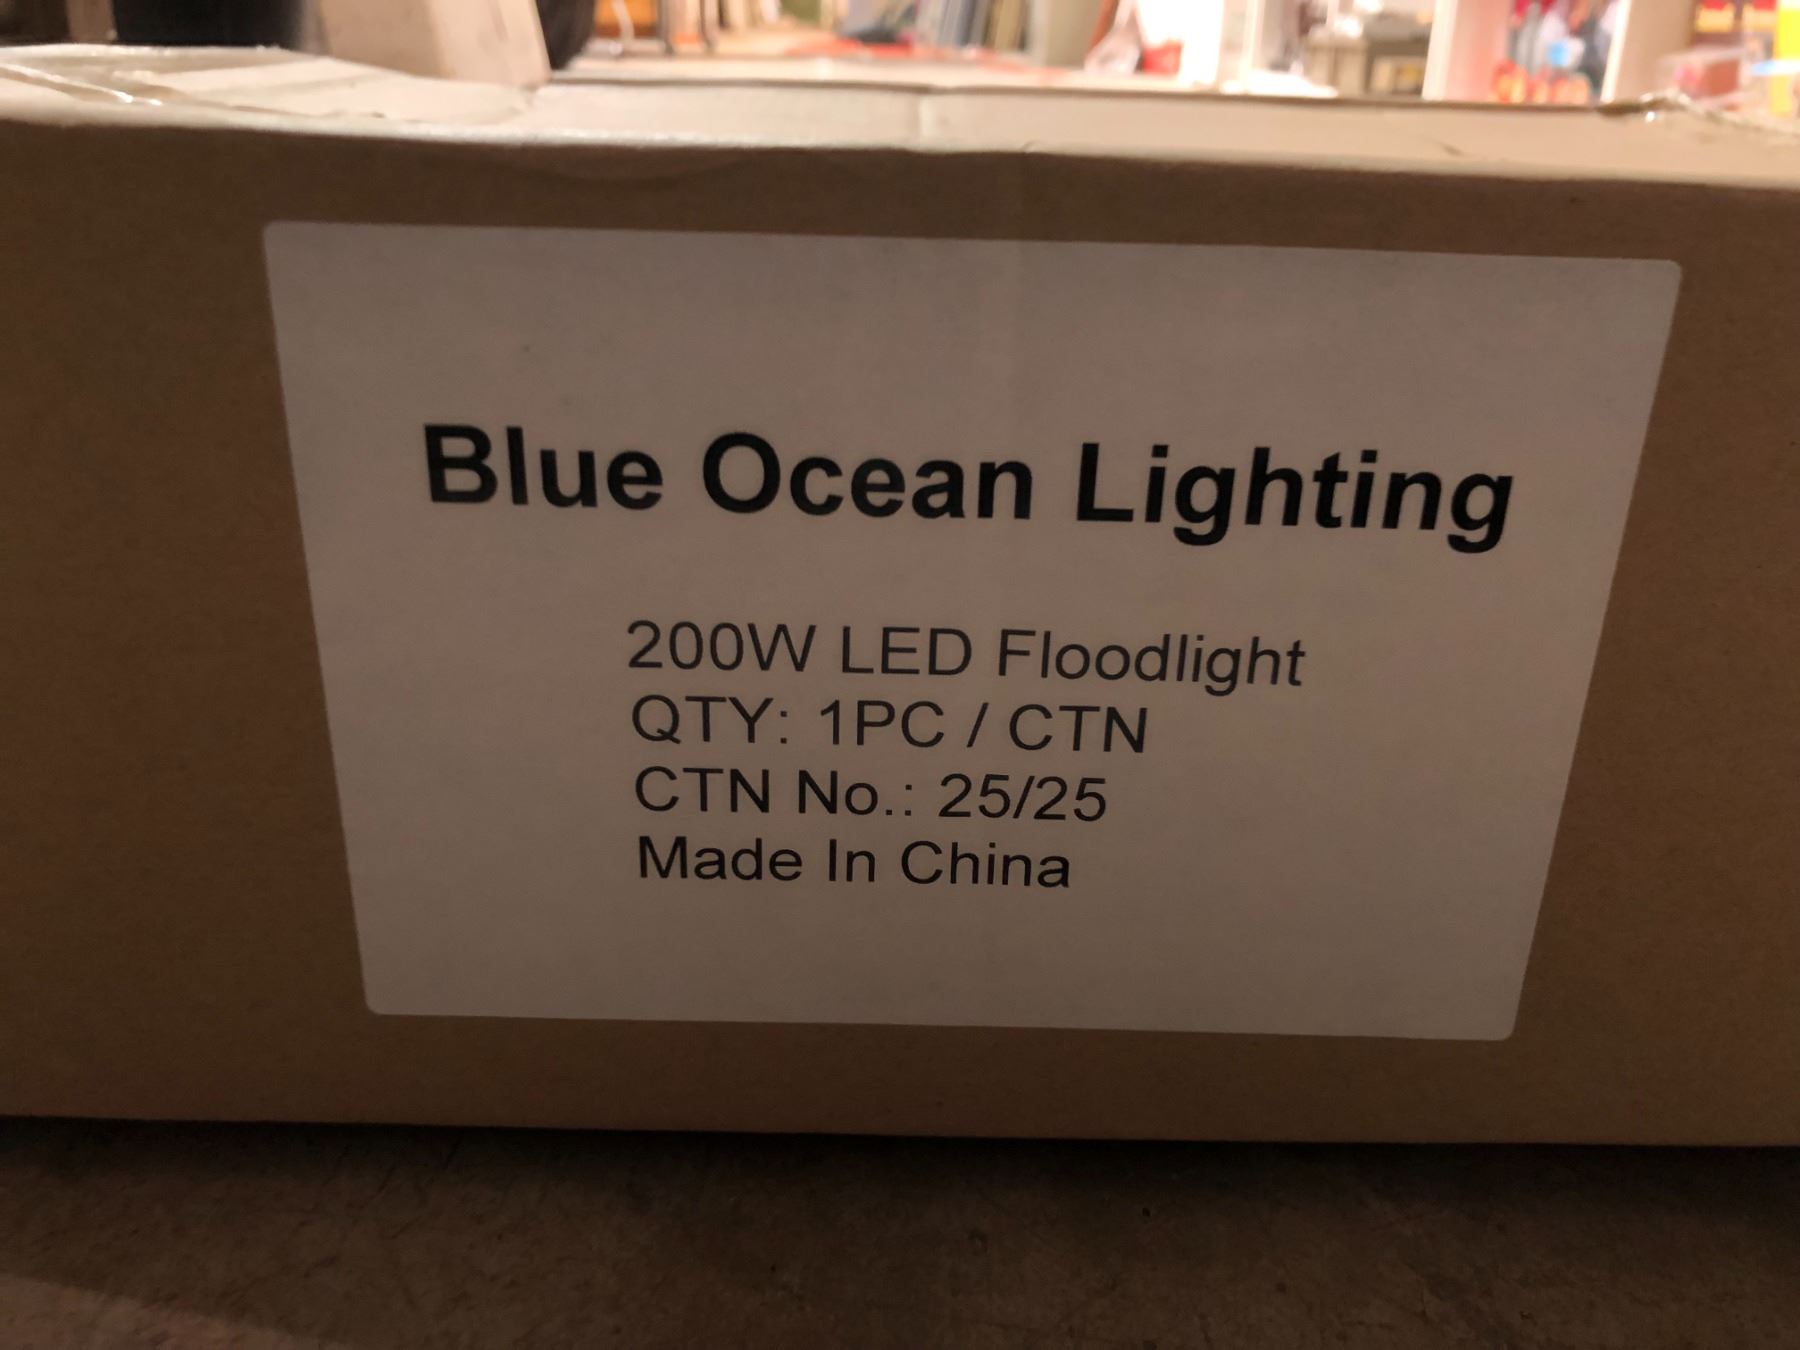 Blue Ocean Lighting
200W LED Floodlight
QTY: 1PC / CTN
CTN No.: 25/25
Made In China